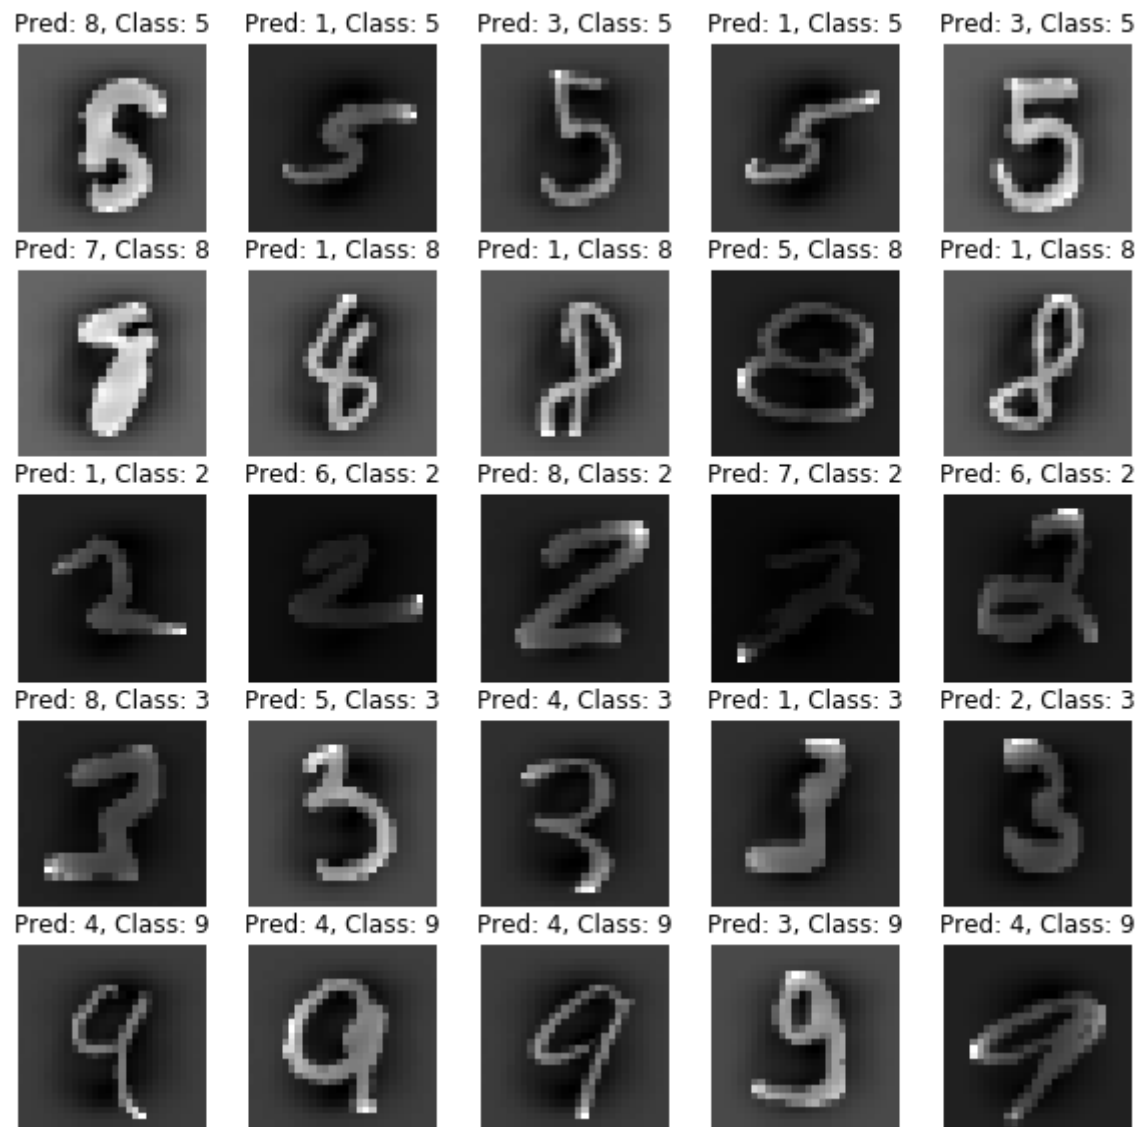 Pred: 8, Class: 5 Pred: 1, Class: 5 Pred: 3, Class: 5 Pred: 1, Class: 5 Pred: 3, Class: 5
5 5 5 5 5
Pred: 7, Class: 8 Pred: 1, Class: 8 Pred: 1, Class: 8 Pred: 5, Class: 8 Pred: 1, Class: 8
8 8 8 8 8
Pred: 1, Class: 2 Pred: 6, Class: 2 Pred: 8, Class: 2 Pred: 7, Class: 2 Pred: 6, Class: 2
2 2 2 2 2
Pred: 8, Class: 3 Pred: 5, Class: 3 Pred: 4, Class: 3 Pred: 1, Class: 3 Pred: 2, Class: 3
3 3 3 3 3
Pred: 4, Class: 9 Pred: 4, Class: 9 Pred: 4, Class: 9 Pred: 3, Class: 9 Pred: 4, Class: 9
9 9 9 9 9